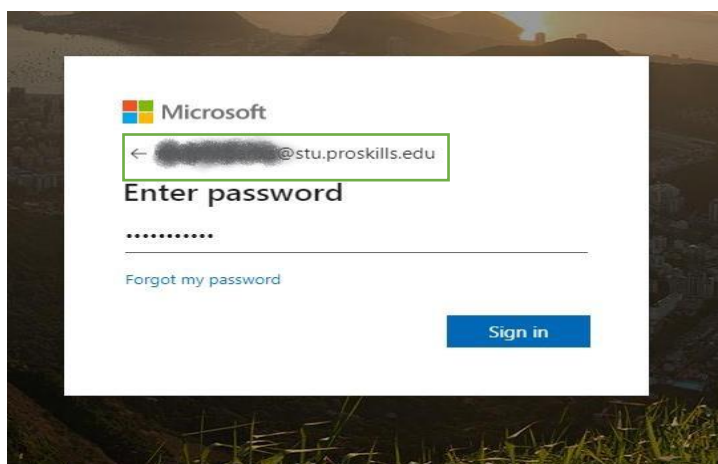 Microsoft
← @stu.proskills.edu
Enter password
•••••••••••
Forgot my password
Sign in